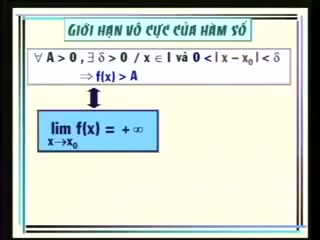 GIỚI HẠN VÔ CỰC CỦA HÀM SỐ
∀ A > 0 , ∃ δ > 0 / x ∈ I và 0 < | x – x₀ | < δ
⇒ f(x) > A
lim f(x) = + ∞
x→x₀